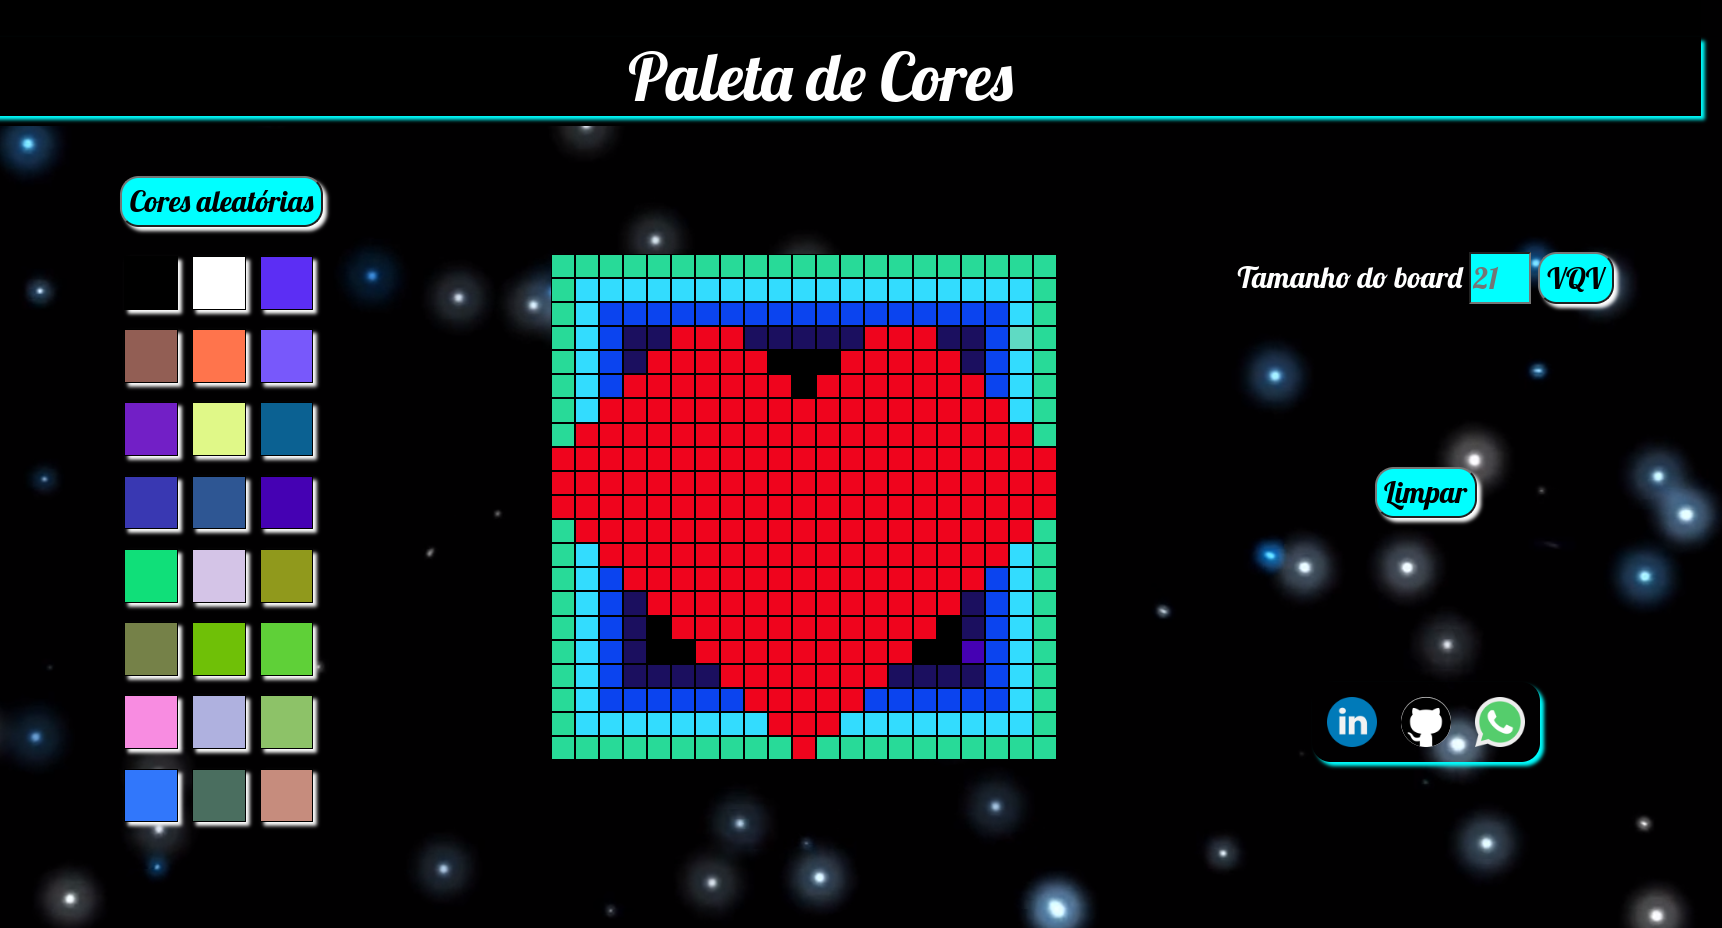 Paleta de Cores
Cores aleatórias
Tamanho do board 21 VQV
Limpar
in